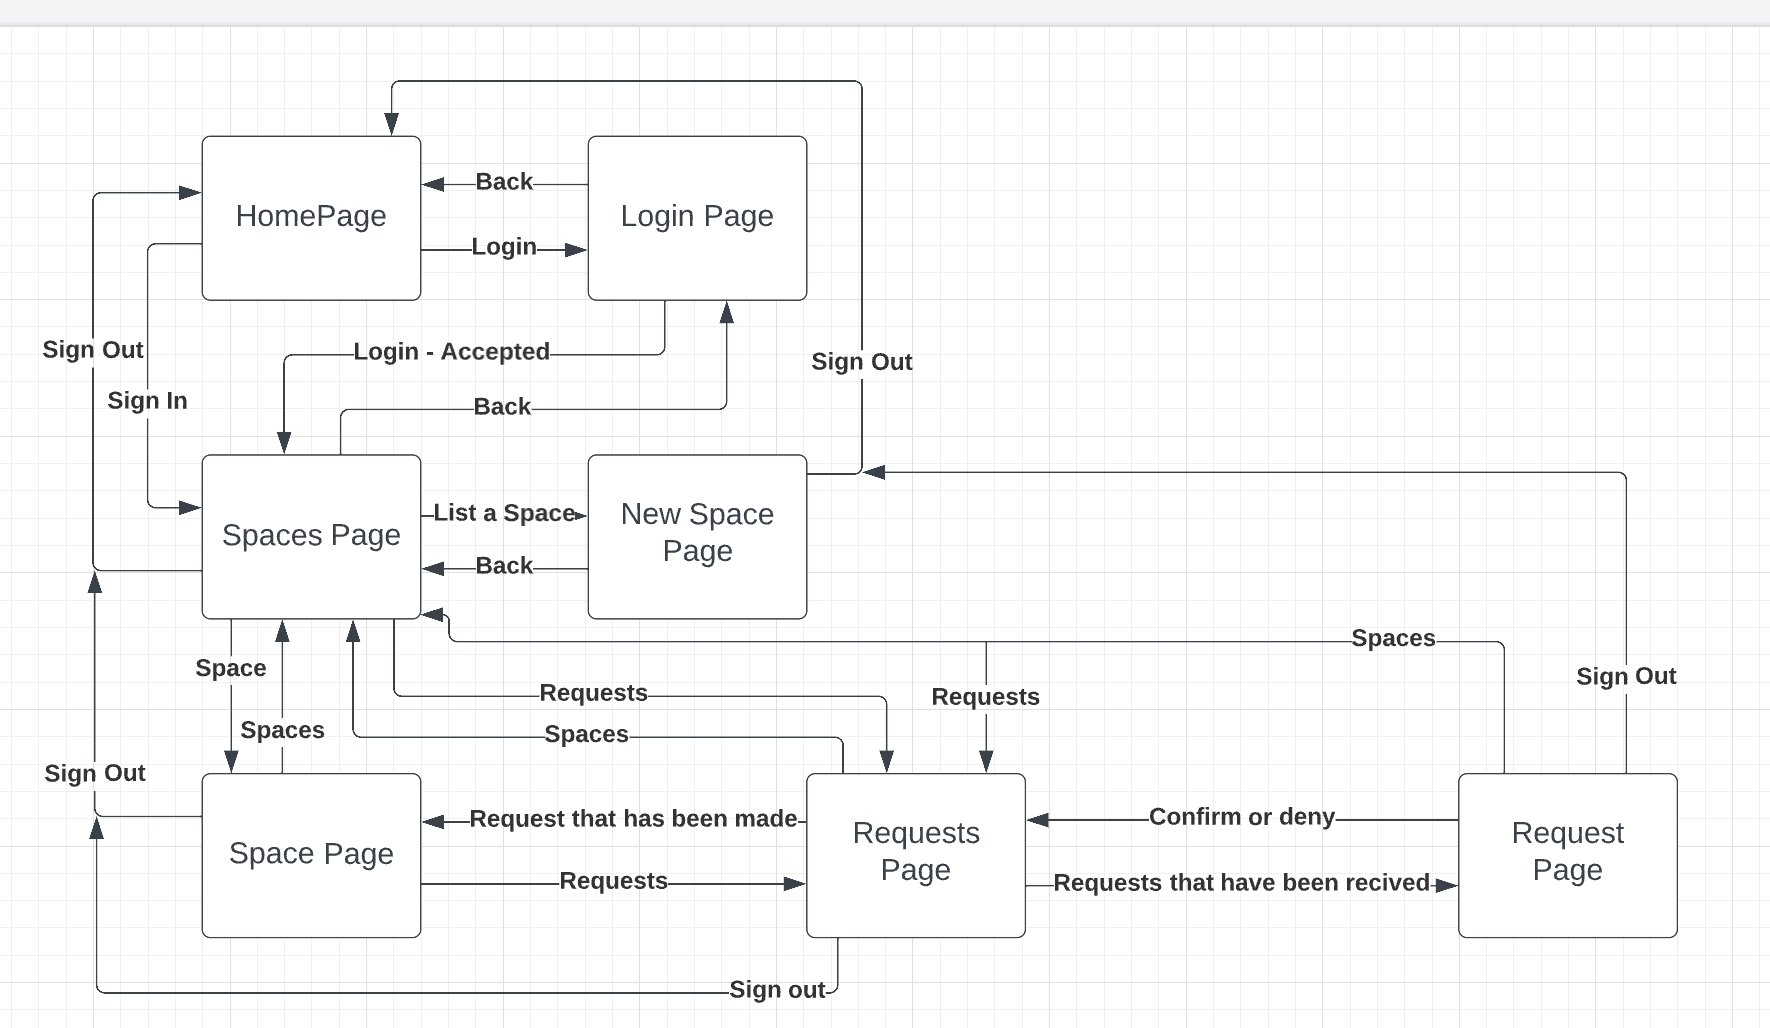 Back
HomePage
Login Page
Login
Sign Out
Login - Accepted
Sign Out
Sign In
Back
List a Space
New Space
Page
Spaces Page
Back
Spaces
Space
Sign Out
Requests
Requests
Spaces
Spaces
Sign Out
Request that has been made
Confirm or deny
Space Page
Requests
Page
Request
Page
Requests
Requests that have been recived
Sign out